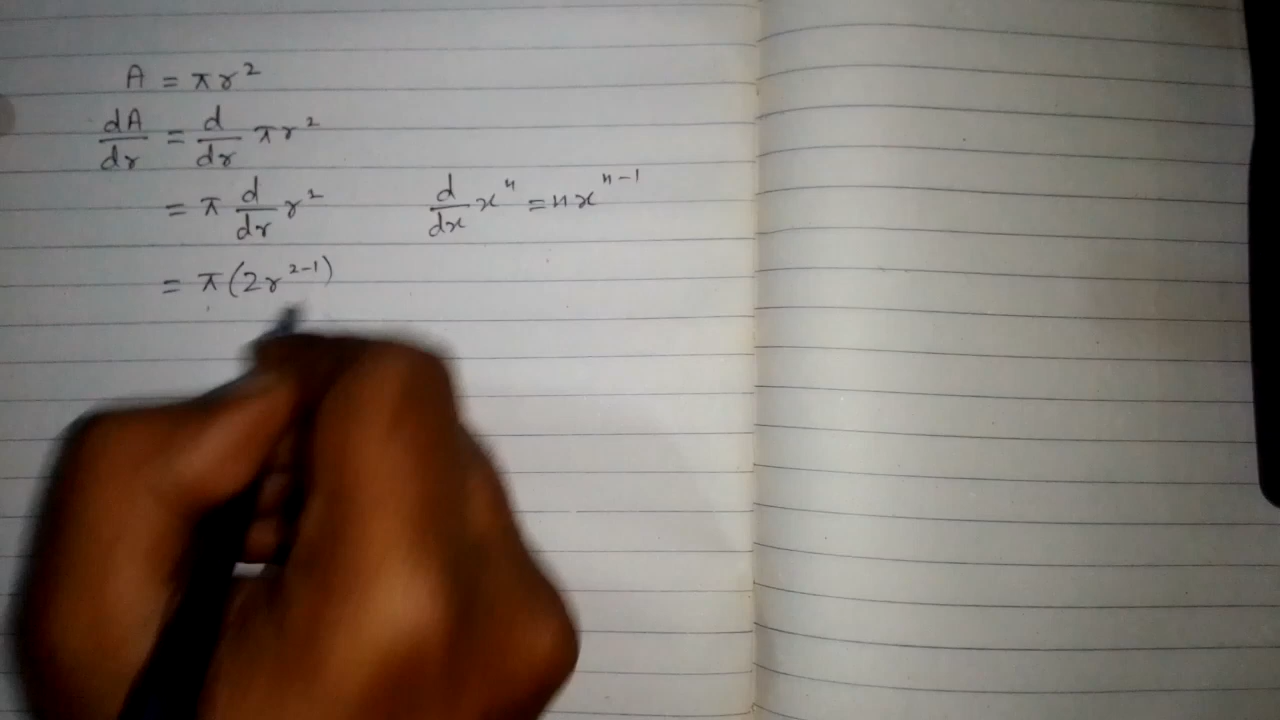 A = πr²
dA/dr = d/dr πr²
= π d/dr r²    d/dx xⁿ = nxⁿ⁻¹
= π(2r²⁻¹)